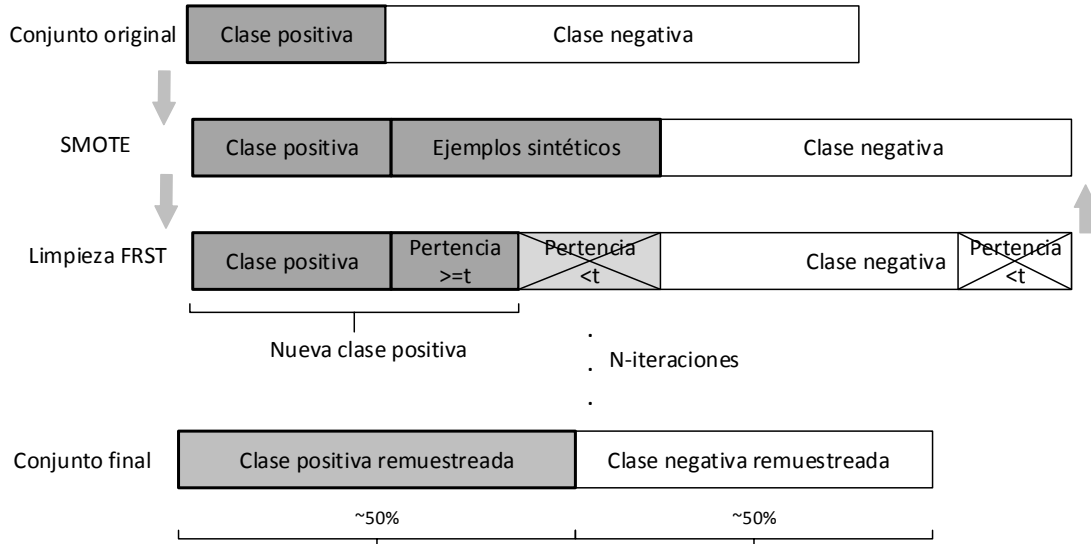 Conjunto original
Clase positiva
Clase negativa
SMOTE
Clase positiva
Ejemplos sintéticos
Clase negativa
Limpieza FRST
Clase positiva
Pertencia
>=t
Pertencia
<t
Clase negativa
Pertencia
<t
Nueva clase positiva
N-iteraciones
Conjunto final
Clase positiva remuestreada
Clase negativa remuestreada
~50%
~50%